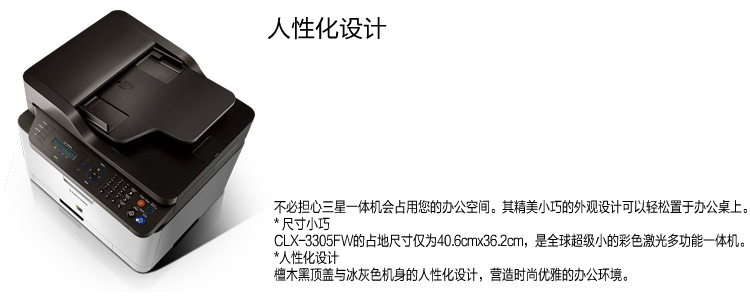 人性化设计
不必担心三星一体机会占用您的办公空间。其精美小巧的外观设计可以轻松置于办公桌上。
* 尺寸小巧
CLX-3305FW的占地尺寸仅为40.6cmx36.2cm，是全球超级小的彩色激光多功能一体机。
*人性化设计
檀木黑顶盖与冰灰色机身的人性化设计，营造时尚优雅的办公环境。